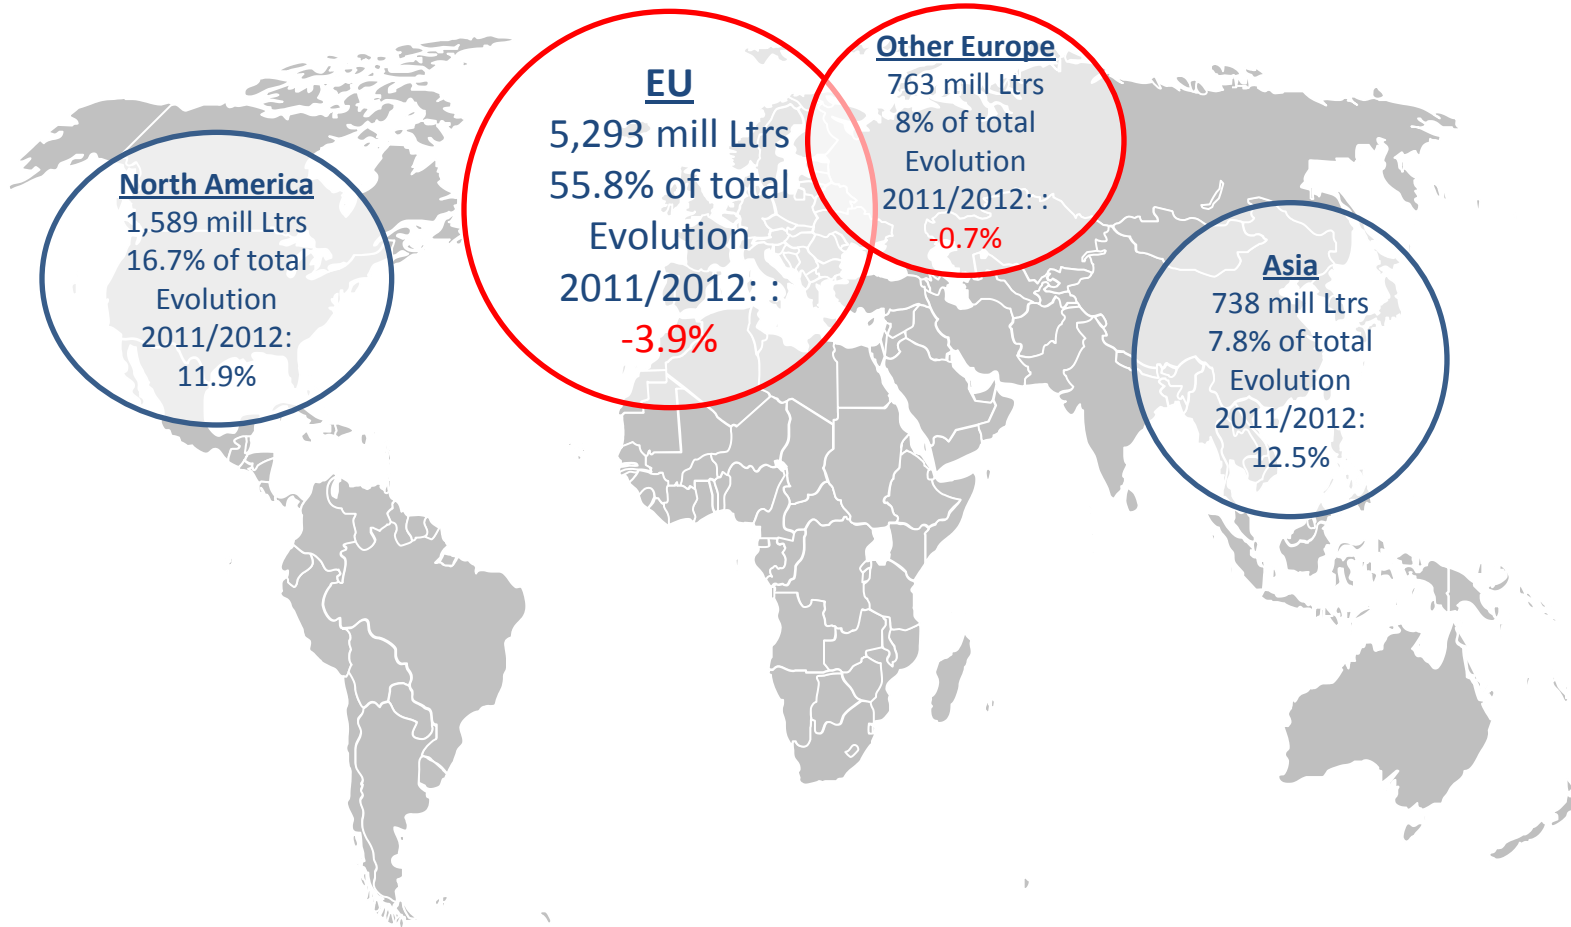 North America
1,589 mill Ltrs
16.7% of total
Evolution
2011/2012:
11.9%
EU
5,293 mill Ltrs
55.8% of total
Evolution
2011/2012: :
-3.9%
Other Europe
763 mill Ltrs
8% of total
Evolution
2011/2012: :
-0.7%
Asia
738 mill Ltrs
7.8% of total
Evolution
2011/2012:
12.5%